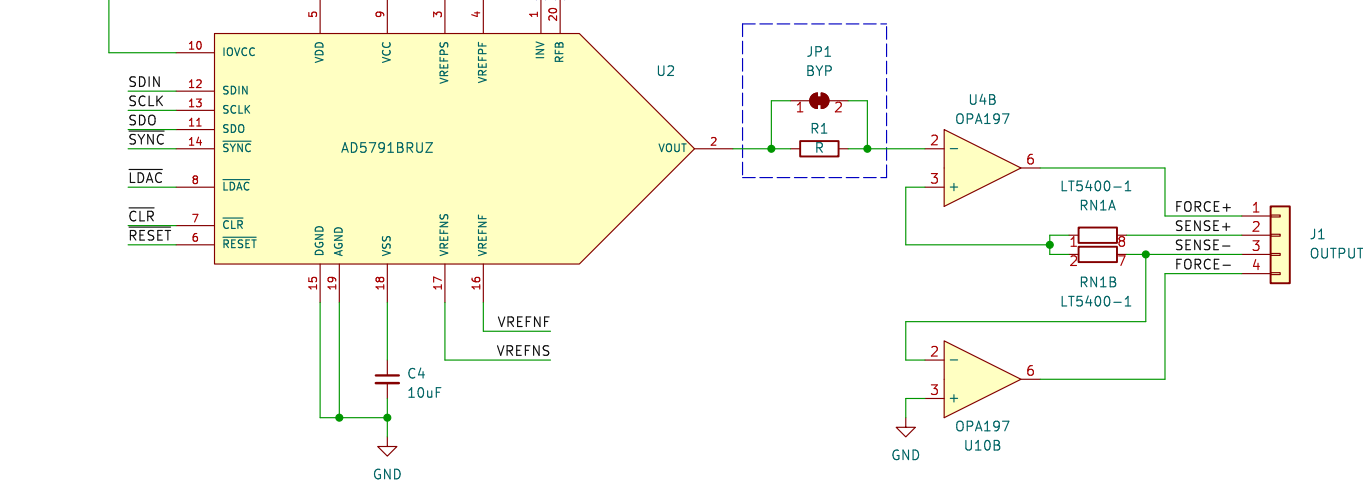 5
9
3
4
1
20
VDD
VCC
VREFPS
VREFPF
INV
RFB
10
IOVCC
U2
SDIN
12
SDIN
SCLK
13
SCLK
SDO
11
SDO
SYNC
14
SYNC
AD5791BRUZ
VOUT
2
LDAC
8
LDAC
CLR
7
CLR
RESET
6
RESET
DGND
AGND
VSS
VREFNS
VREFNF
15
19
18
17
16
VREFNF
VREFNS
C4
10uF
GND
JP1
BYP
1
2
R1
R
U4B
OPA197
2
−
3
+
6
LT5400-1
RN1A
1
8
2
7
RN1B
LT5400-1
FORCE+
1
SENSE+
2
SENSE−
3
FORCE−
4
J1
OUTPUT
2
−
3
+
6
OPA197
U10B
GND